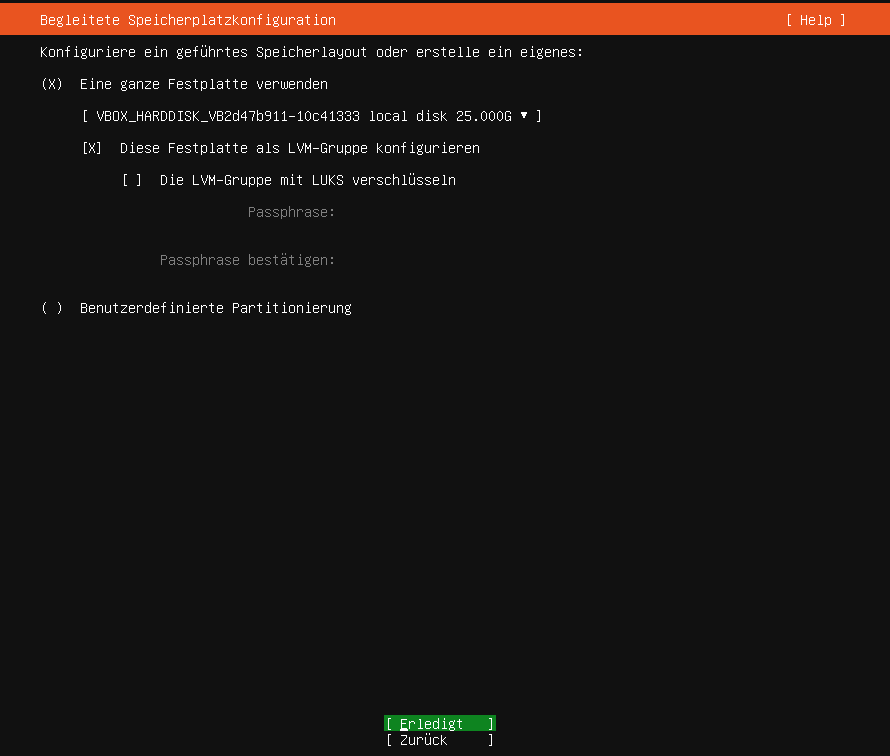 Begleitete Speicherplatzkonfiguration [ Help ]
Konfiguriere ein geführtes Speicherlayout oder erstelle ein eigenes:
(X) Eine ganze Festplatte verwenden
[ VBOX_HARDDISK_VB2d47b911-10c41333 local disk 25.000G ▾ ]
[X] Diese Festplatte als LVM-Gruppe konfigurieren
[ ] Die LVM-Gruppe mit LUKS verschlüsseln
Passphrase:
Passphrase bestätigen:
( ) Benutzerdefinierte Partitionierung
[ Erledigt ]
[ Zurück ]